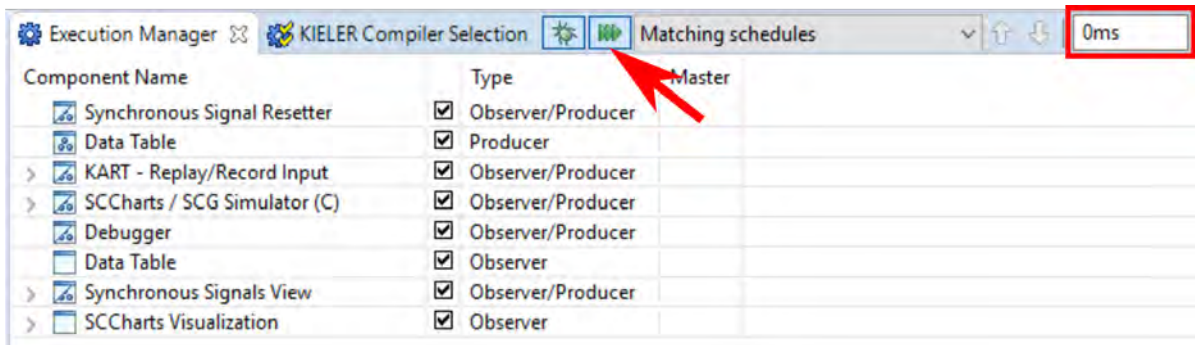 Execution Manager KIELER Compiler Selection Matching schedules 0ms
Component Name Type Master
Synchronous Signal Resetter Observer/Producer
Data Table Producer
KART - Replay/Record Input Observer/Producer
SCCharts / SCG Simulator (C) Observer/Producer
Debugger Observer/Producer
Data Table Observer
Synchronous Signals View Observer/Producer
SCCharts Visualization Observer